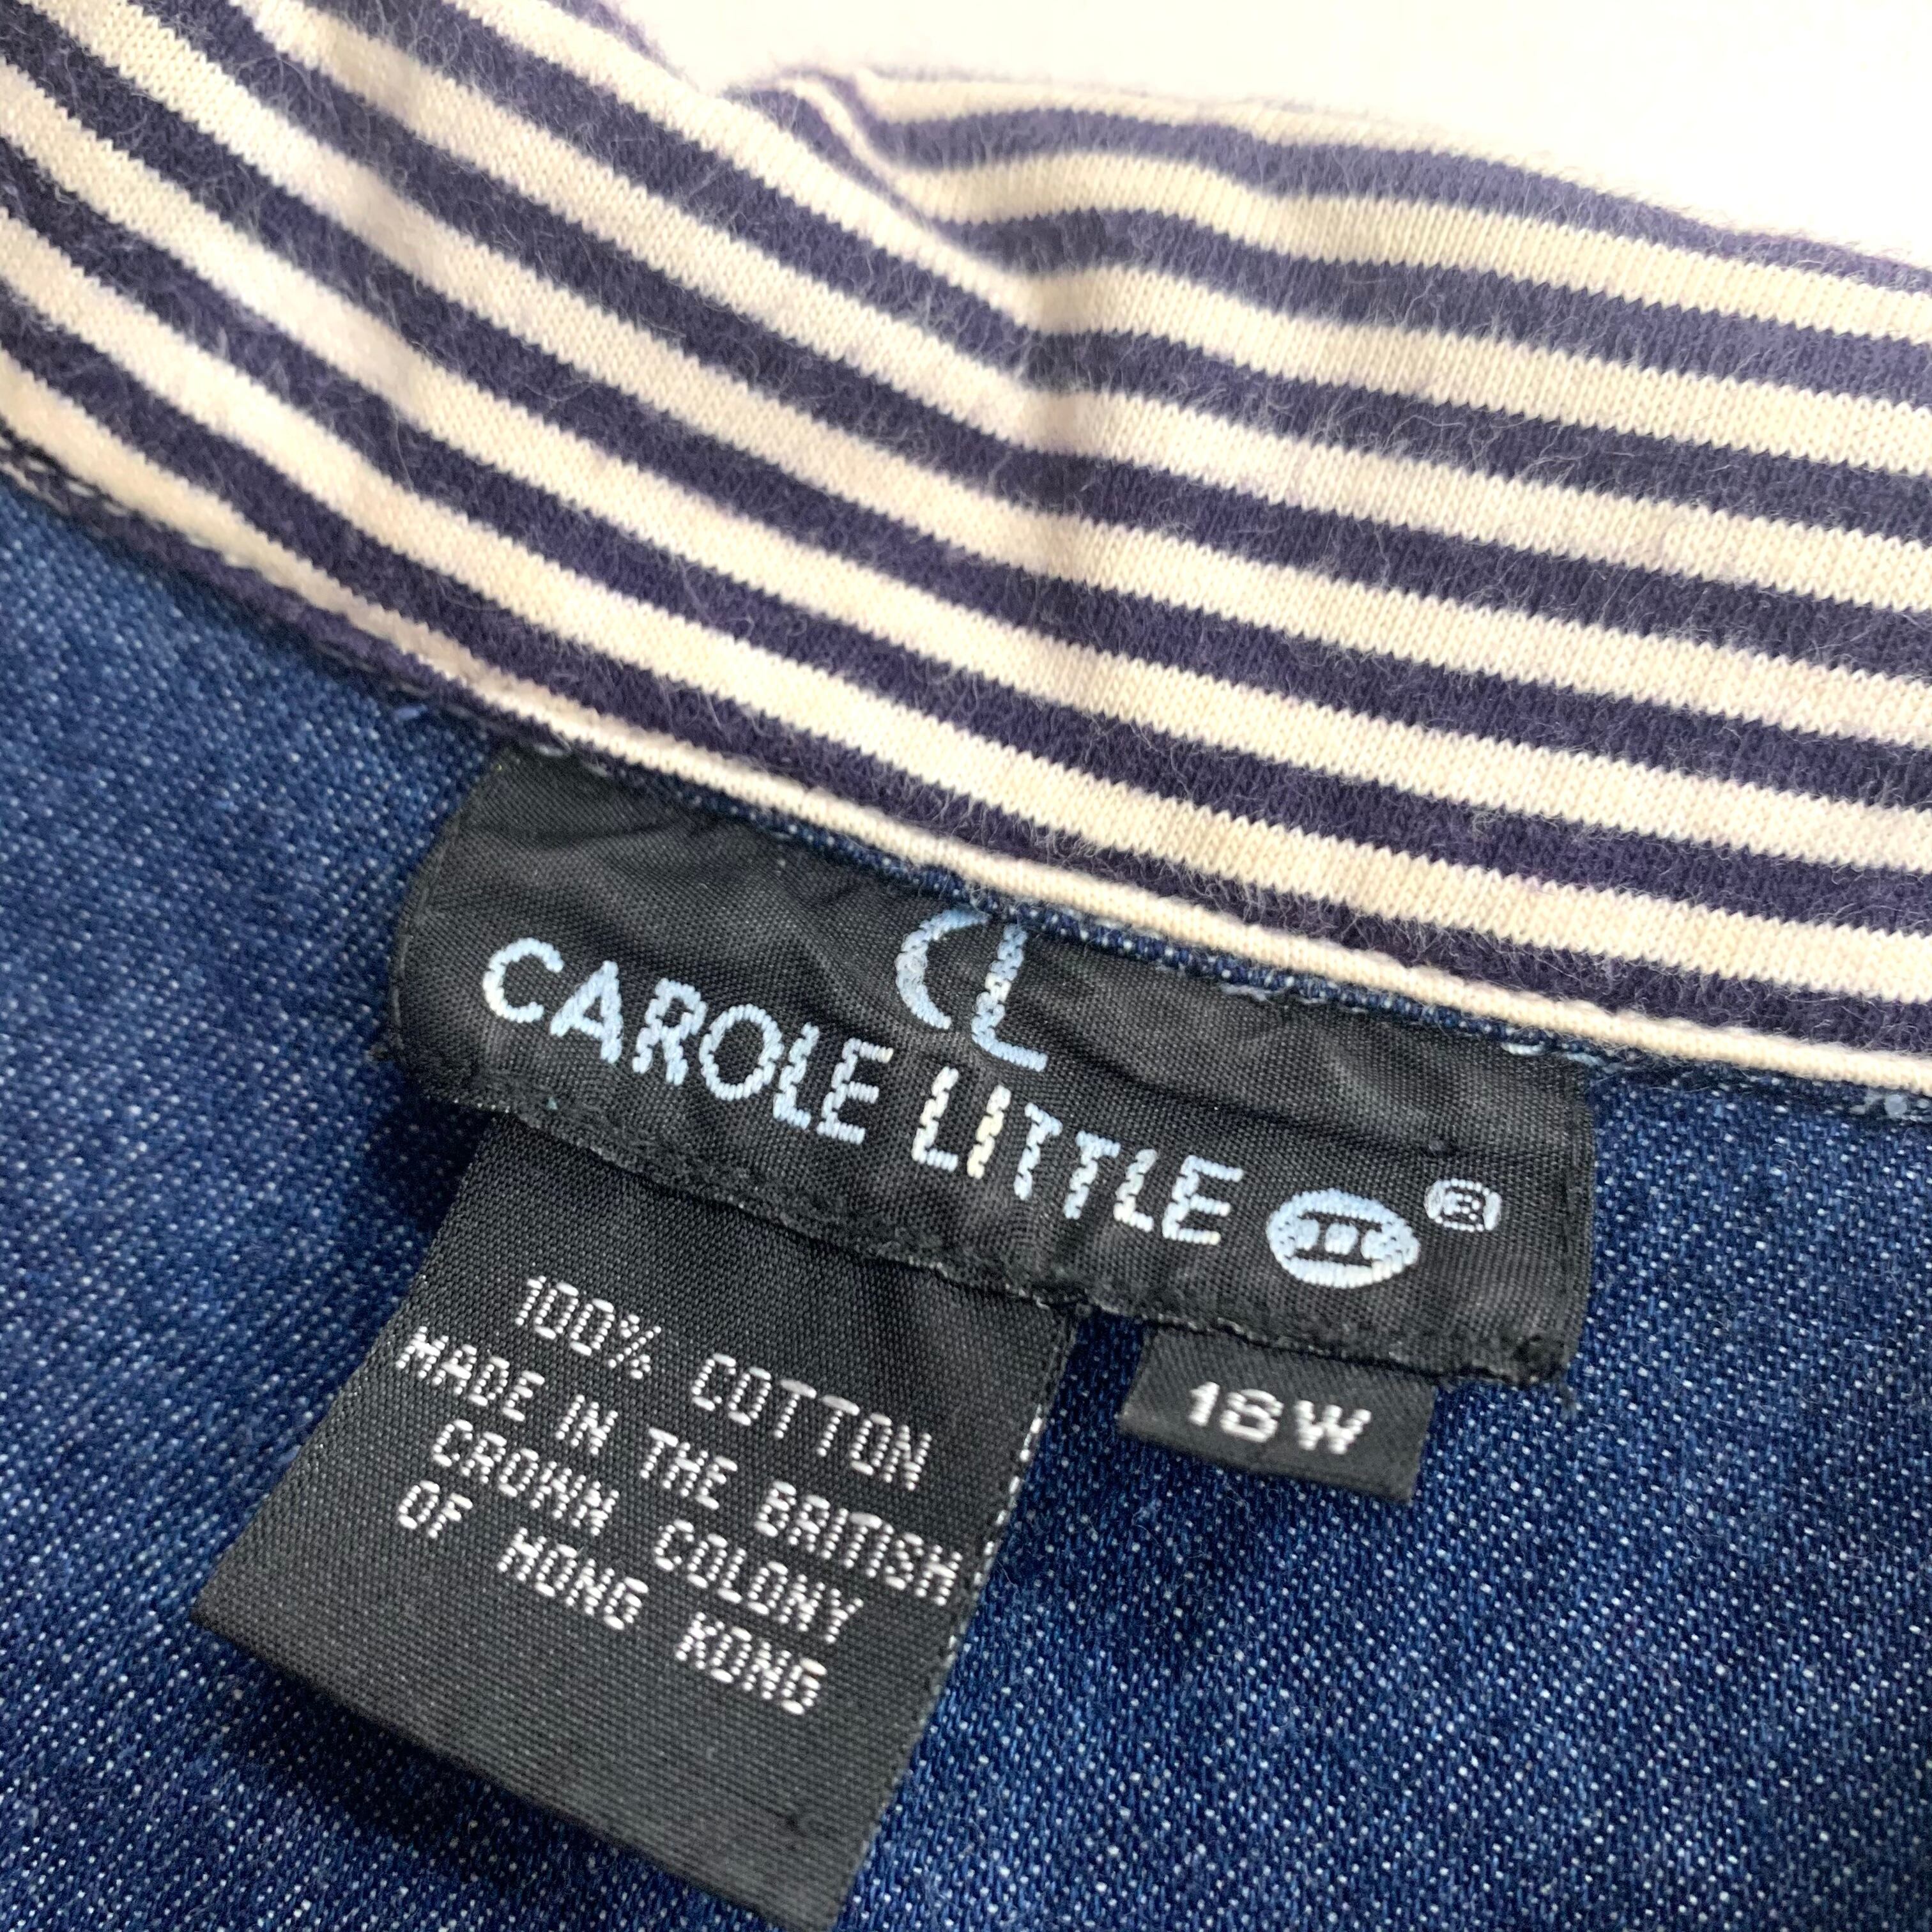 CL
CAROLE LITTLE II ®
100% COTTON
MADE IN THE BRITISH
CROWN COLONY
OF HONG KONG
18W